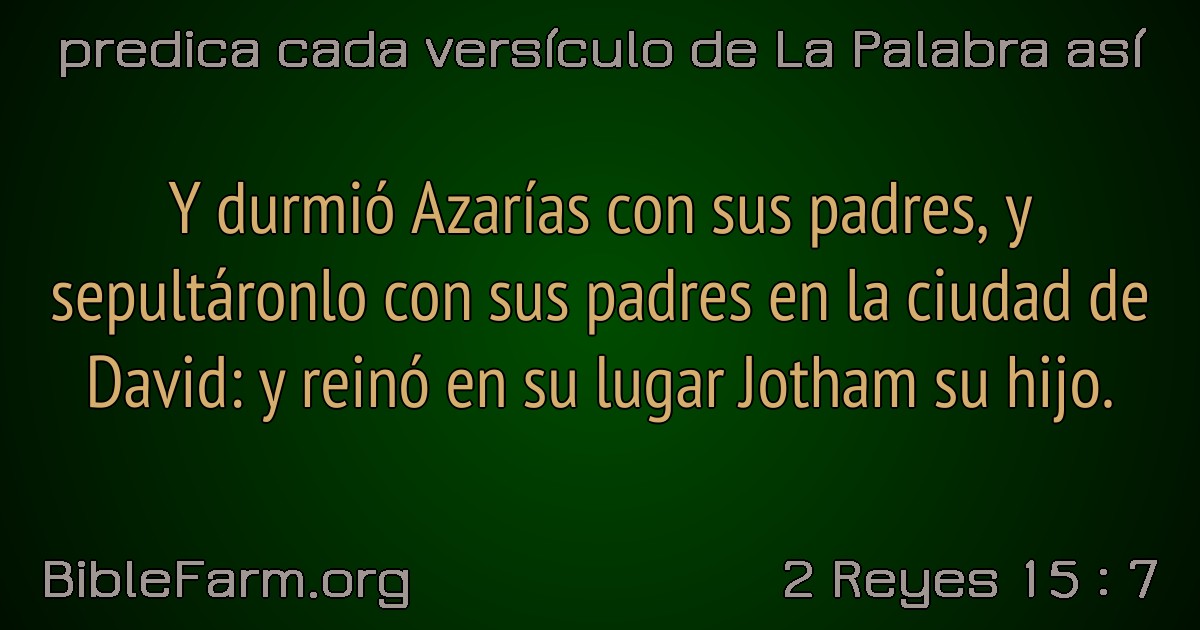 predica cada versículo de La Palabra así
Y durmió Azarías con sus padres, y
sepultáronlo con sus padres en la ciudad de
David: y reinó en su lugar Jotham su hijo.
BibleFarm.org
2 Reyes 15 : 7